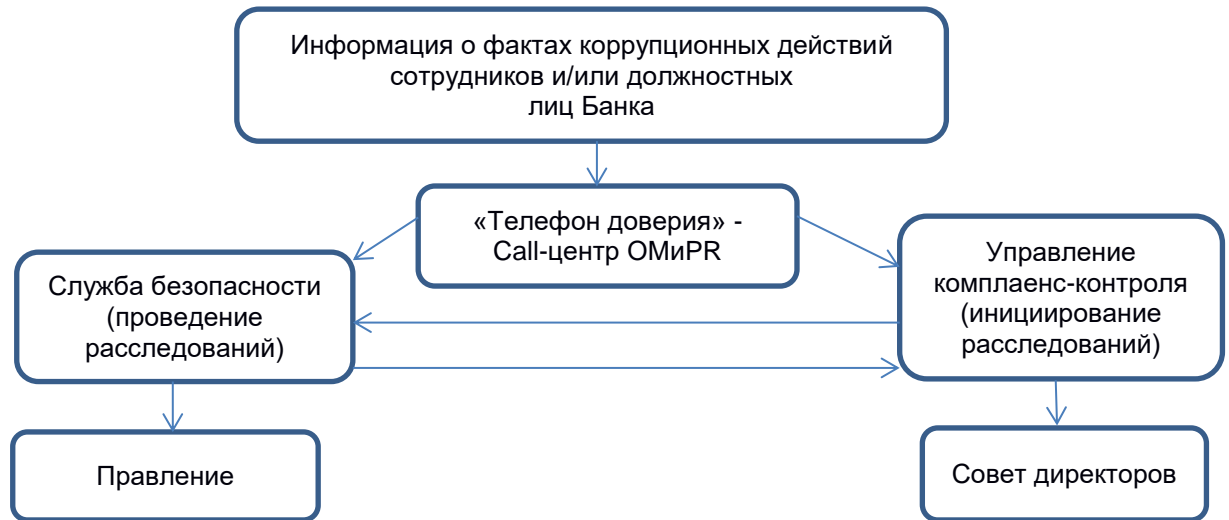 Информация о фактах коррупционных действий
сотрудников и/или должностных
лиц Банка
«Телефон доверия» -
Call-центр ОМиPR
Служба безопасности
(проведение
расследований)
Управление
комплаенс-контроля
(инициирование
расследований)
Правление
Совет директоров